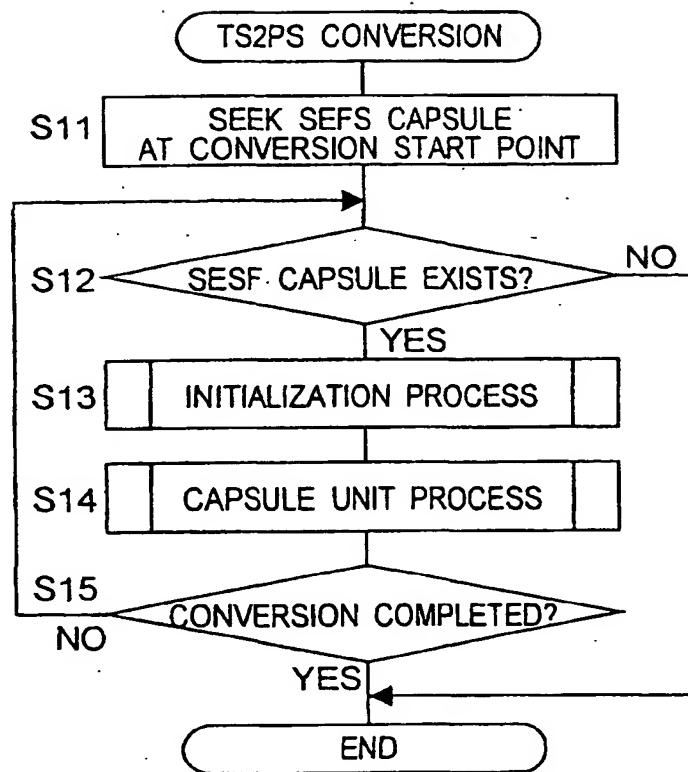 TS2PS CONVERSION
S11
SEEK SEFS CAPSULE
AT CONVERSION START POINT
S12
SESF CAPSULE EXISTS?
NO
YES
S13
INITIALIZATION PROCESS
S14
CAPSULE UNIT PROCESS
S15
CONVERSION COMPLETED?
NO
YES
END